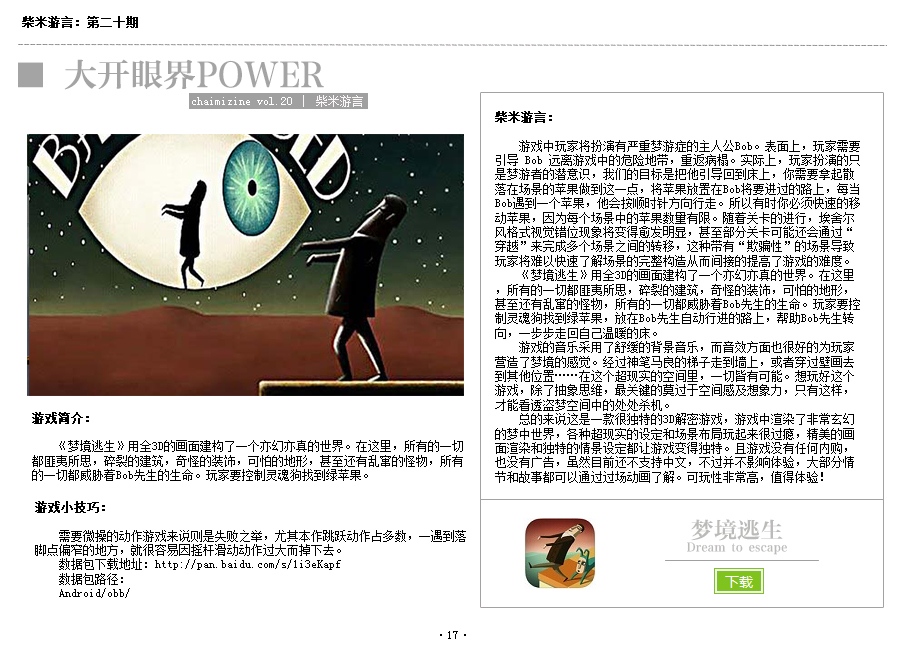 柴米游言: 第二十期
大开眼界POWER
chaimizine vol.20 | 柴米游言
游戏简介:
《梦境逃生》用全3D的画面建构了一个亦幻亦真的世界。在这里，所有的一切
都匪夷所思，碎裂的建筑，奇怪的装饰，可怕的地形，甚至还有乱窜的怪物，所有
的一切都威胁着Bob先生的生命。玩家要控制灵魂狗找到绿苹果。
游戏小技巧:
需要微操的动作游戏来说则是失败之举，尤其本作跳跃动作占多数，一遇到落
脚点偏窄的地方，就很容易因摇杆滑动动作过大而掉下去。
数据包下载地址: http://pan.baidu.com/s/1i3eKapf
数据包路径:
Android/obb/
柴米游言:
游戏中玩家将扮演有严重梦游症的主人公Bob。表面上，玩家需要
引导 Bob 远离游戏中的危险地带，重返病榻。实际上，玩家扮演的只
是梦游者的潜意识，我们的目标是把他引导回到床上，你需要拿起散
落在场景的苹果做到这一点，将苹果放置在Bob将要进过的路上，每当
Bob遇到一个苹果，他会按顺时针方向行走。所以有时你必须快速的移
动苹果，因为每个场景中的苹果数量有限。随着关卡的进行，埃舍尔
风格式视觉错位现象将变得愈发明显，甚至部分关卡可能还会通过“
穿越”来完成多个场景之间的转移，这种带有“欺骗性”的场景导致
玩家将难以快速了解场景的完整构造从而间接的提高了游戏的难度。
《梦境逃生》用全3D的画面建构了一个亦幻亦真的世界。在这里
，所有的一切都匪夷所思，碎裂的建筑，奇怪的装饰，可怕的地形，
甚至还有乱窜的怪物，所有的一切都威胁着Bob先生的生命。玩家要控
制灵魂狗找到绿苹果，放在Bob先生自动行进的路上，帮助Bob先生转
向，一步步走回自己温暖的床。
游戏的音乐采用了舒缓的背景音乐，而音效方面也很好的为玩家
营造了梦境的感觉。经过神笔马良的梯子走到墙上，或者穿过壁画去
到其他位置……在这个超现实的空间里，一切皆有可能。想玩好这个
游戏，除了抽象思维，最关键的莫过于空间感及想象力，只有这样，
才能看透盗梦空间中的处处杀机。
总的来说这是一款很独特的3D解密游戏，游戏中渲染了非常玄幻
的梦中世界，各种超现实的设定和场景布局玩起来很过瘾，精美的画
面渲染和独特的情景设定都让游戏变得独特。且游戏没有任何内购，
也没有广告，虽然目前还不支持中文，不过并不影响体验，大部分情
节和故事都可以通过过场动画了解。可玩性非常高，值得体验!
梦境逃生
Dream to escape
下载
· 17 ·